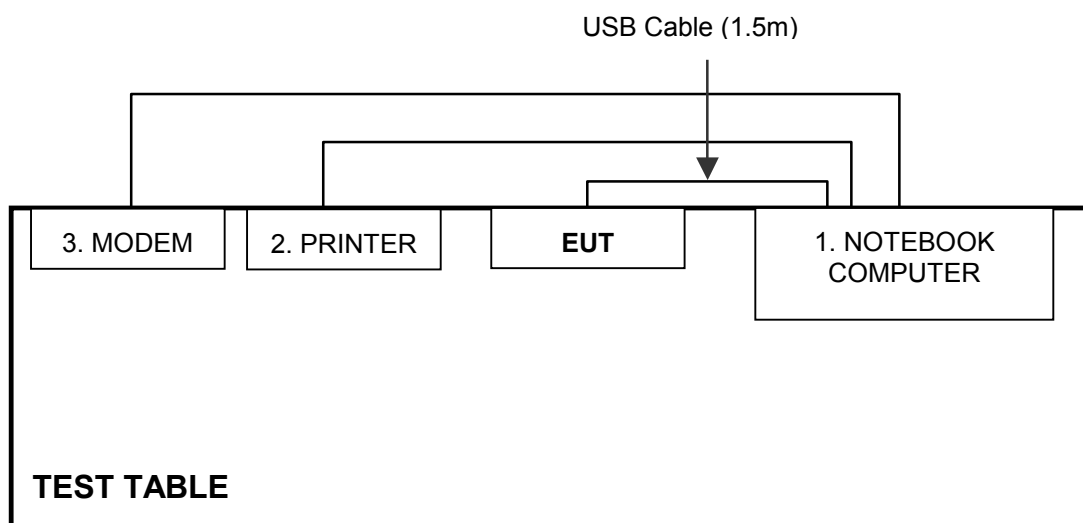 USB Cable (1.5m)
3. MODEM
2. PRINTER
EUT
1. NOTEBOOK
COMPUTER
TEST TABLE